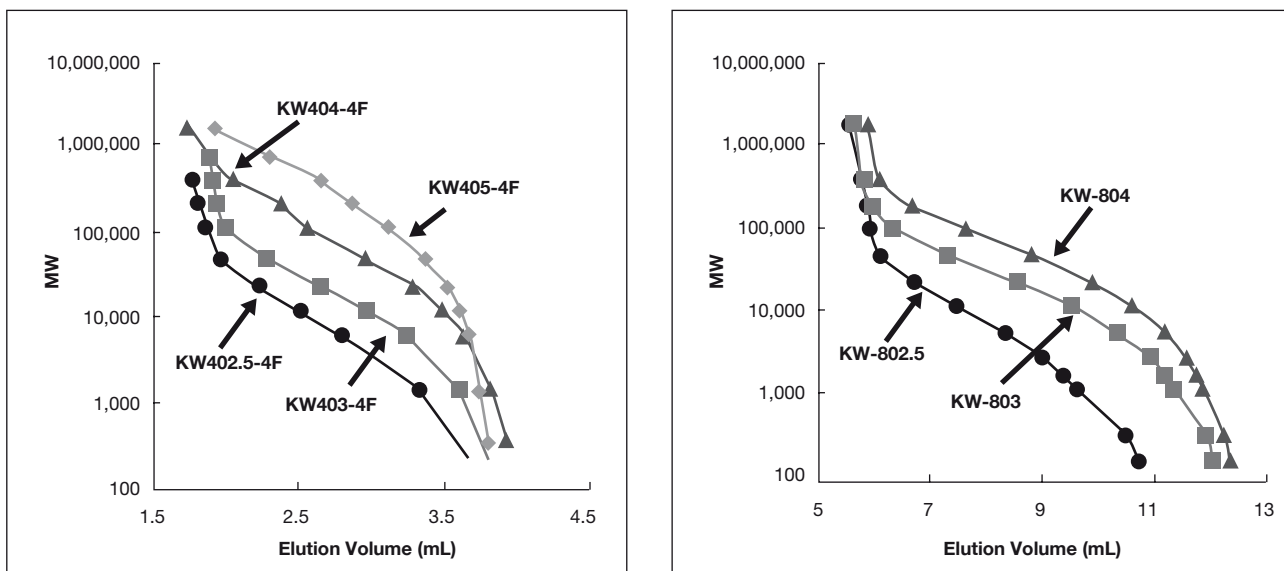 10,000,000
1,000,000
100,000
10,000
1,000
100
MW
KW404-4F
KW405-4F
KW402.5-4F
KW403-4F
1.5 2.5 3.5 4.5
Elution Volume (mL)
10,000,000
1,000,000
100,000
10,000
1,000
100
MW
KW-804
KW-802.5
KW-803
5 7 9 11 13
Elution Volume (mL)